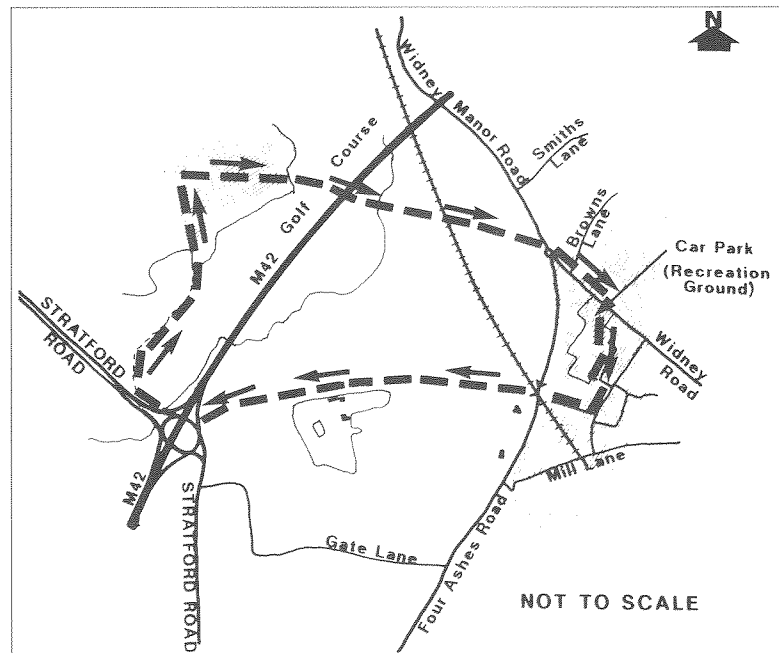 N
Widney
Manor Road
Smiths
Lane
Course
Golf
M42
Browns
Lane
Car Park
(Recreation
Ground)
STRATFORD
ROAD
Widney
Road
M42
STRATFORD ROAD
Mill Lane
Gate Lane
Four Ashes Road
NOT TO SCALE